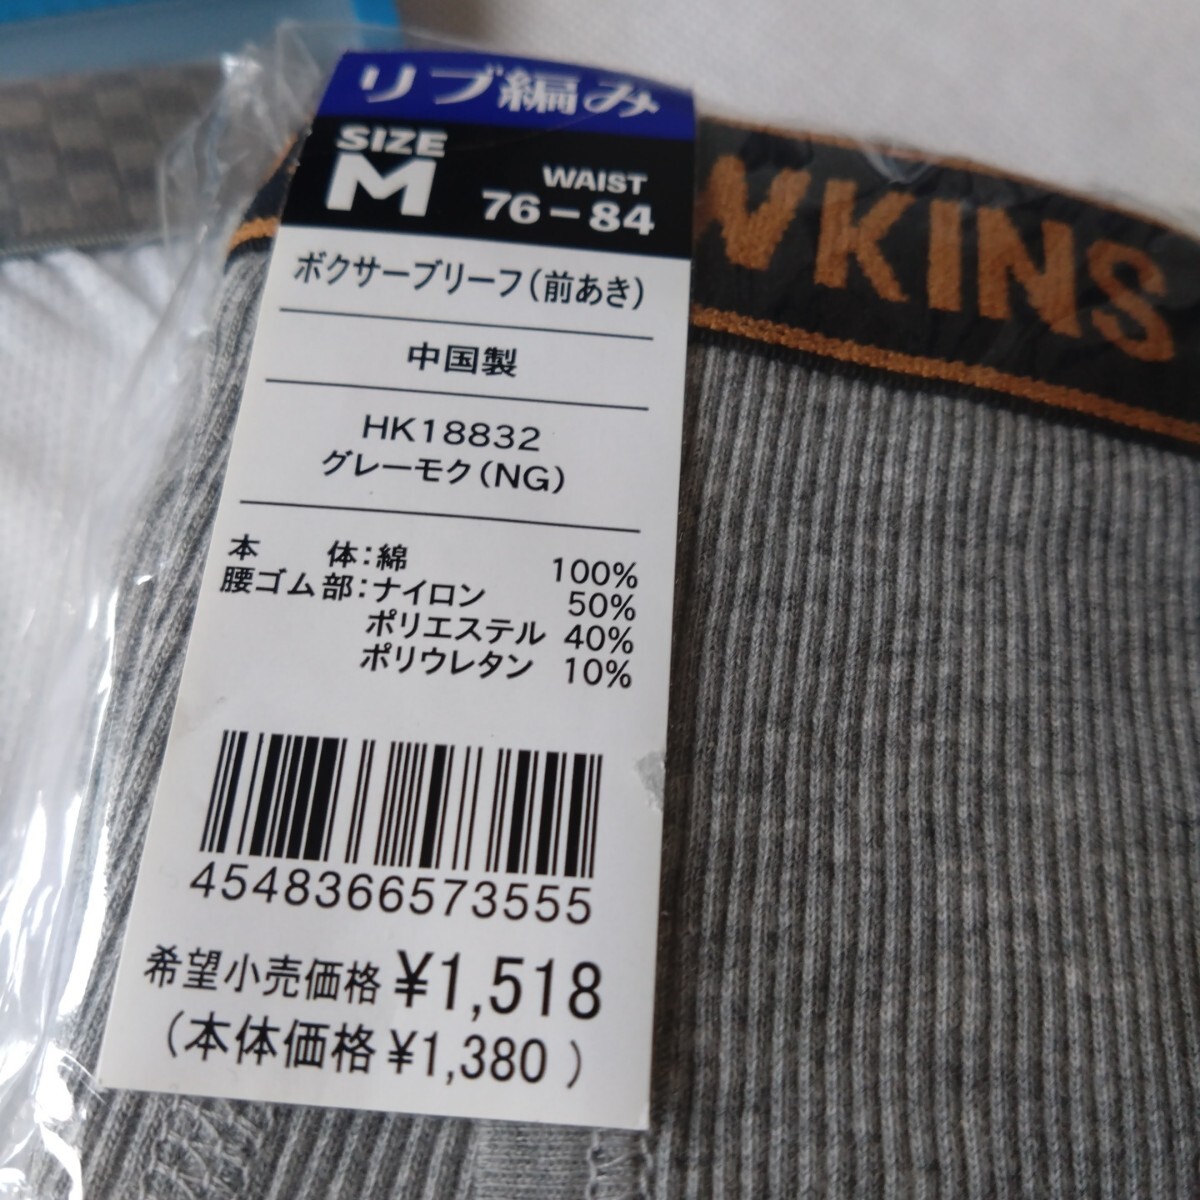 リブ編み
SIZE
M
WAIST
76-84
ボクサーブリーフ(前あき)
中国製
HK18832
グレーモク(NG)
本 体:綿 100%
腰ゴム部:ナイロン 50%
ポリエステル 40%
ポリウレタン 10%
4548366573555
希望小売価格 ¥1,518
(本体価格 ¥1,380 )
WKINS